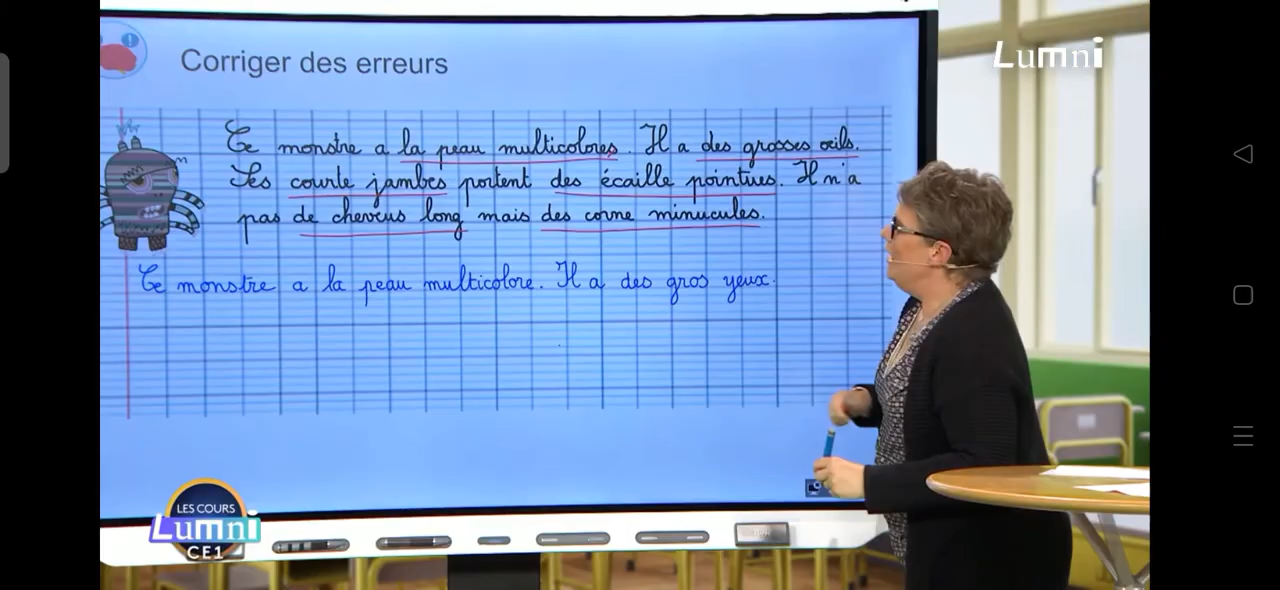 Lumni
Corriger des erreurs
Ce monstre a la peau multicolores. Il a des grosses œils.
Ses courte jambes portent des écaille pointues. Il n'a
pas de cheveus long mais des corne minucules.
Ce monstre a la peau multicolore. Il a des gros yeux.
LES COURS
Lumni
CE1